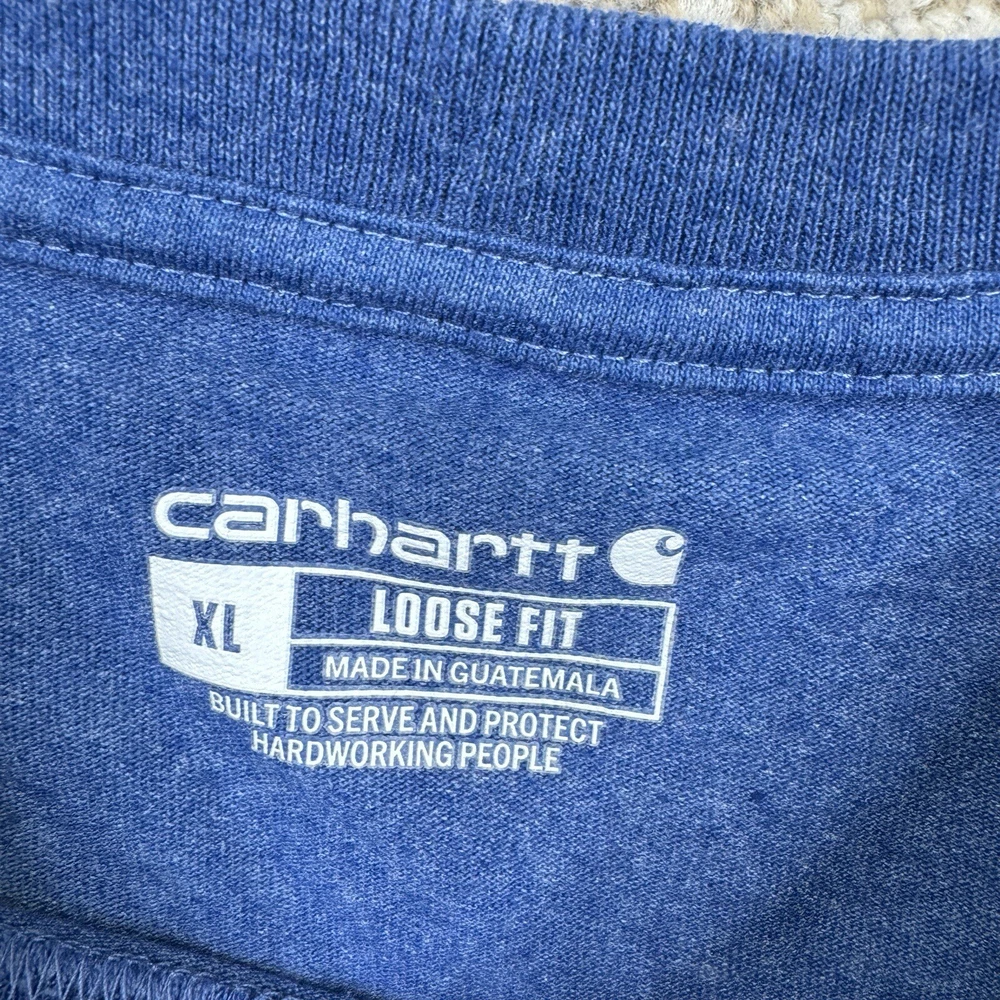 carhartt
XL
LOOSE FIT
MADE IN GUATEMALA
BUILT TO SERVE AND PROTECT
HARDWORKING PEOPLE